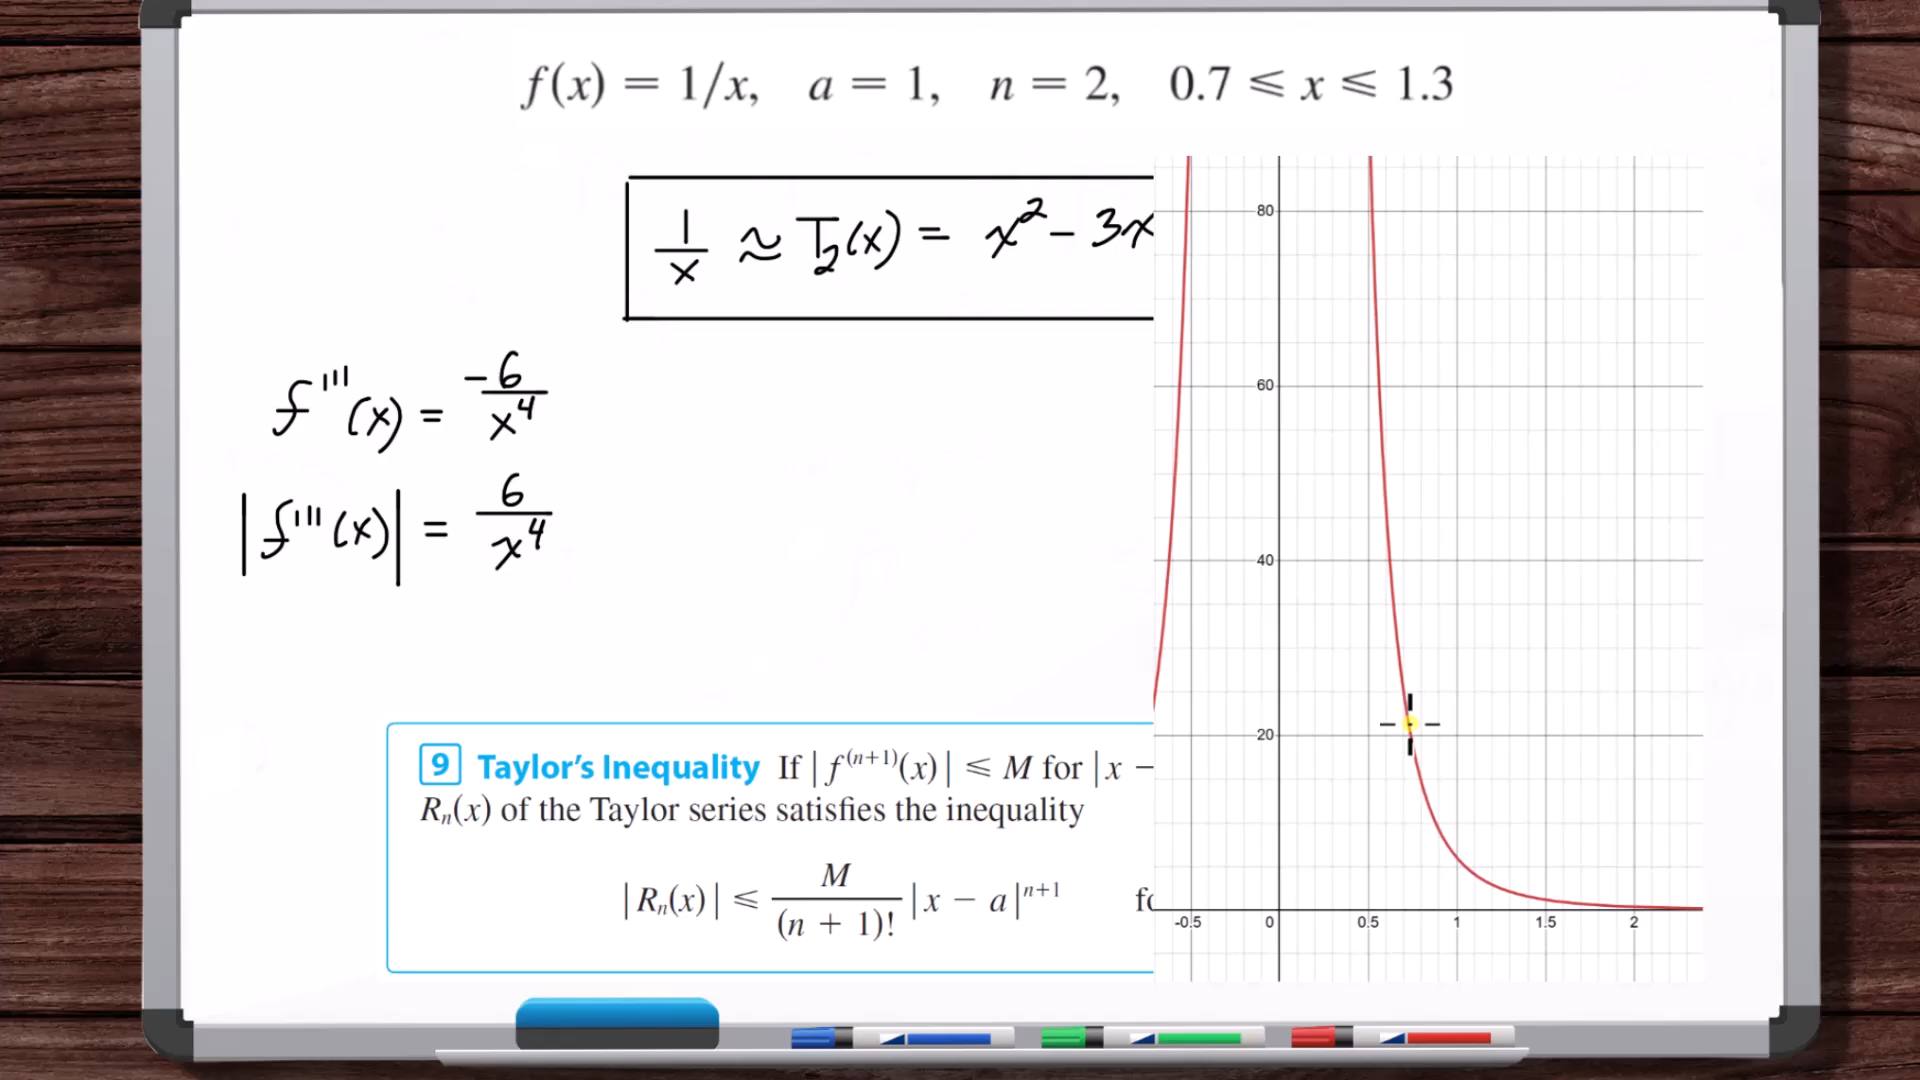 f(x) = 1/x, a = 1, n = 2, 0.7 ⩽ x ⩽ 1.3
1/x ≈ T₂(x) = x² − 3x
f'''(x) = −6/x⁴
|f'''(x)| = 6/x⁴
9 Taylor's Inequality If |f⁽ⁿ⁺¹⁾(x)| ⩽ M for |x −
Rₙ(x) of the Taylor series satisfies the inequality
|Rₙ(x)| ⩽ M/(n + 1)! |x − a|ⁿ⁺¹ fo
80
60
40
20
-0.5 0 0.5 1 1.5 2